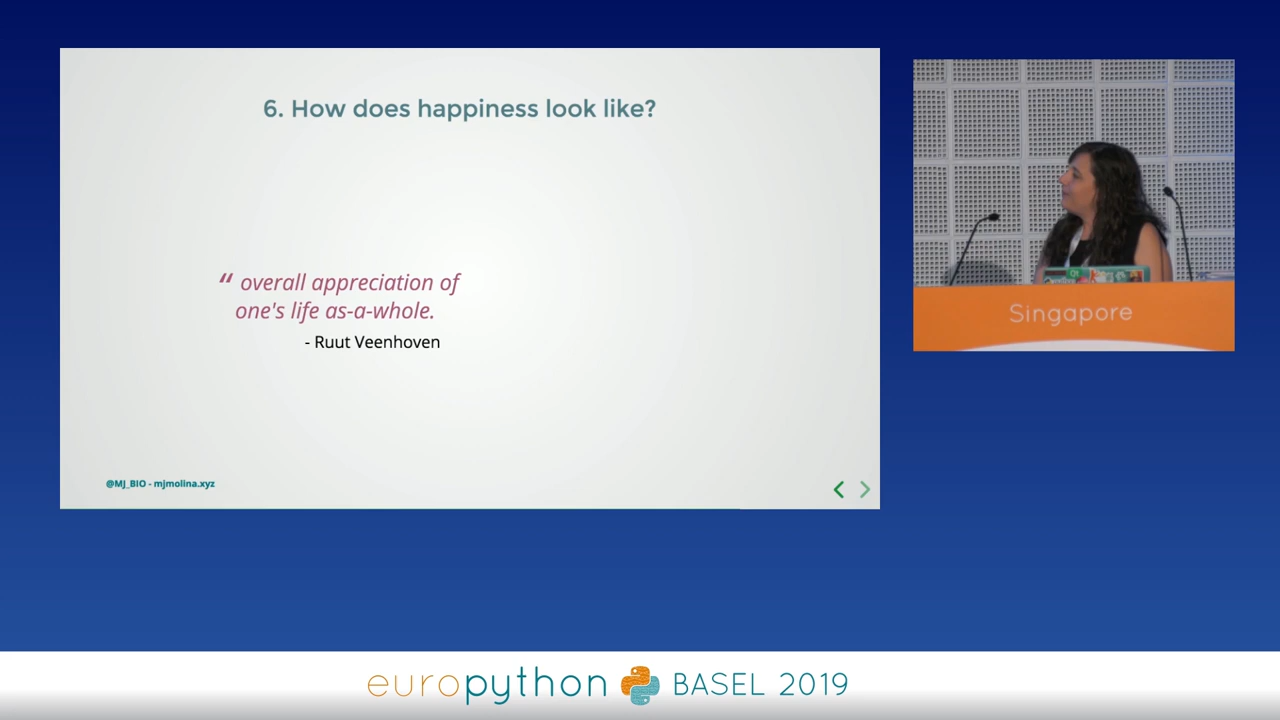 6. How does happiness look like?
“ overall appreciation of
one's life as-a-whole.
- Ruut Veenhoven
@MJ_BIO - mjmolina.xyz
Singapore
europython BASEL 2019